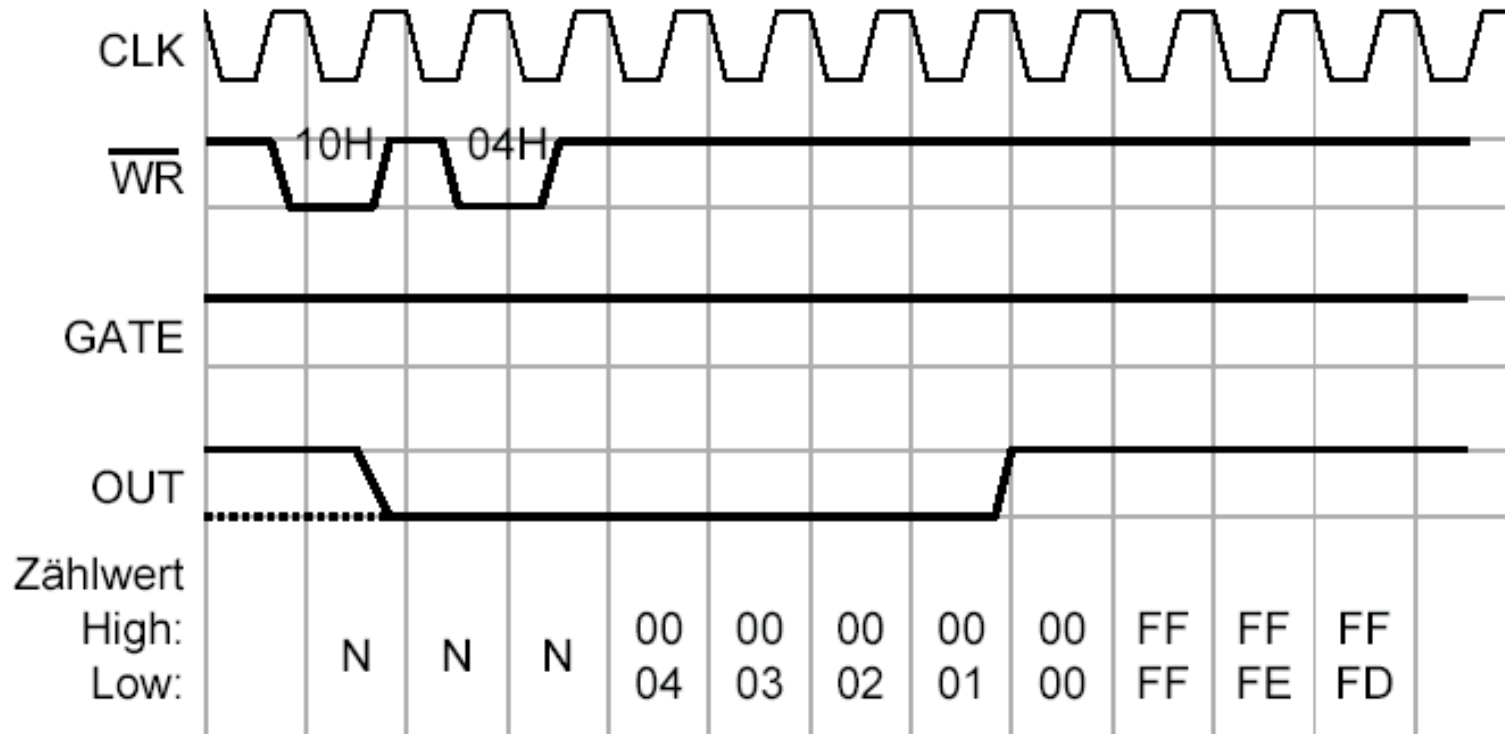 CLK
10H 04H
WR
GATE
OUT
Zählwert
High: 00 00 00 00 00 FF FF FF
N N N
Low: 04 03 02 01 00 FF FE FD